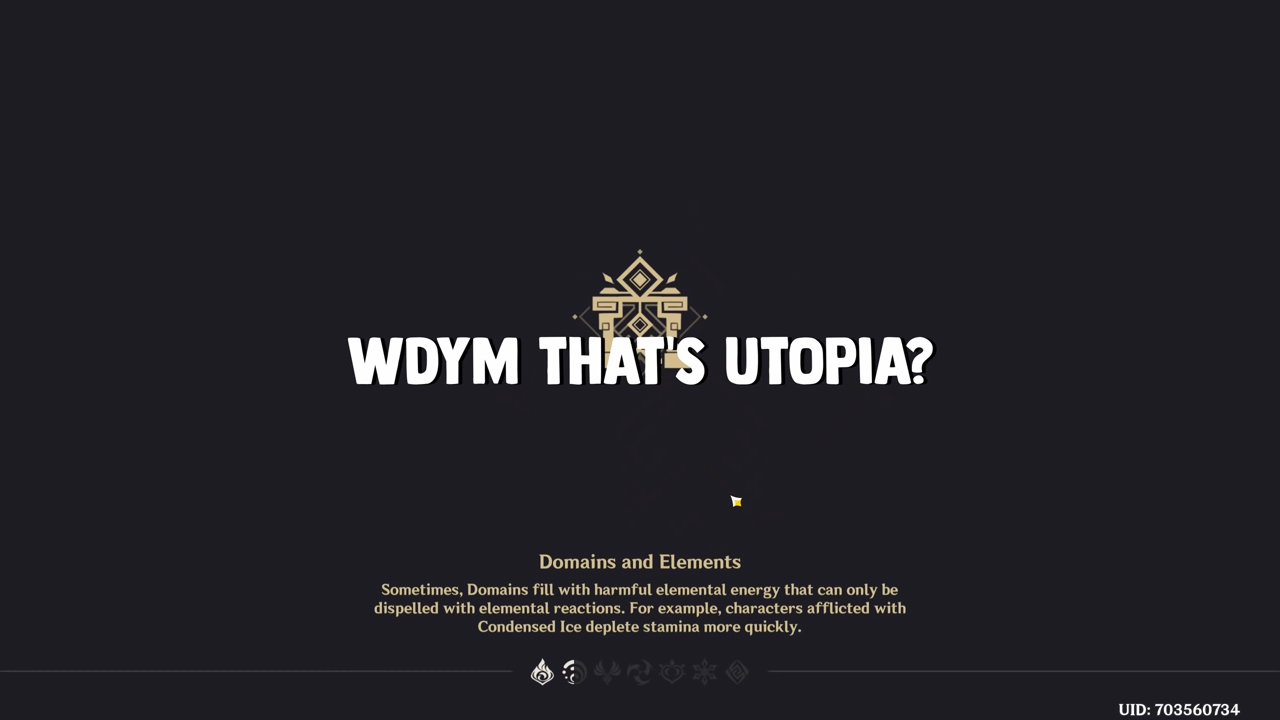 WDYM THAT'S UTOPIA?
Domains and Elements
Sometimes, Domains fill with harmful elemental energy that can only be
dispelled with elemental reactions. For example, characters afflicted with
Condensed Ice deplete stamina more quickly.
UID: 703560734